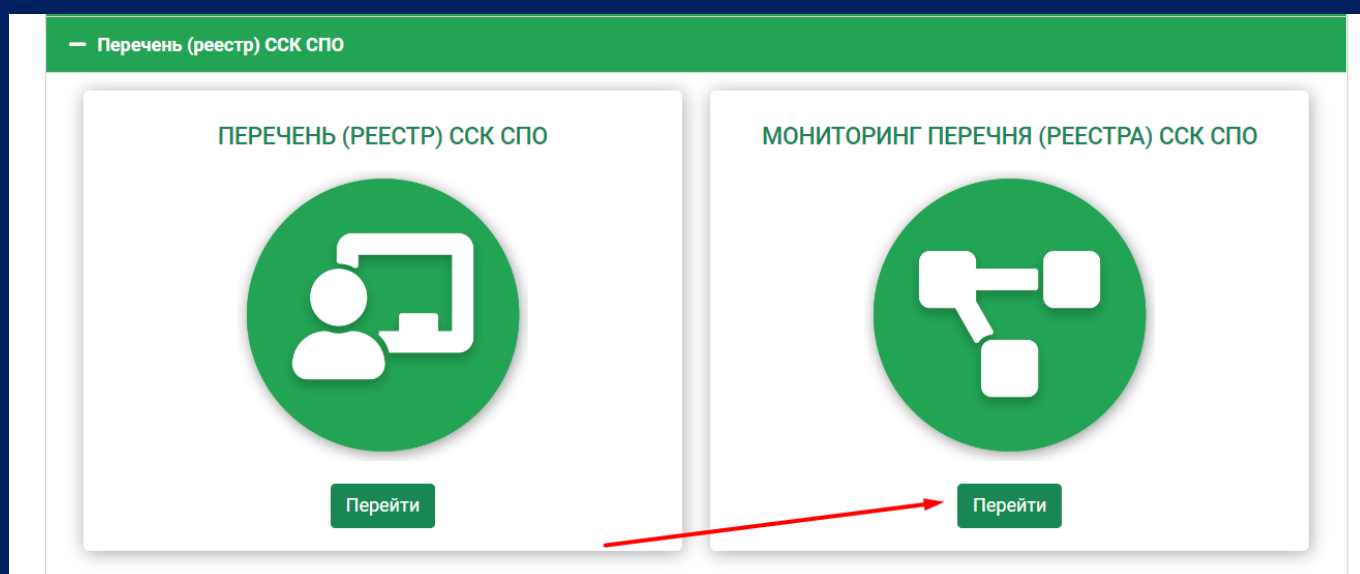 Перечень (реестр) ССК СПО
ПЕРЕЧЕНЬ (РЕЕСТР) ССК СПО
Перейти
МОНИТОРИНГ ПЕРЕЧНЯ (РЕЕСТРА) ССК СПО
Перейти